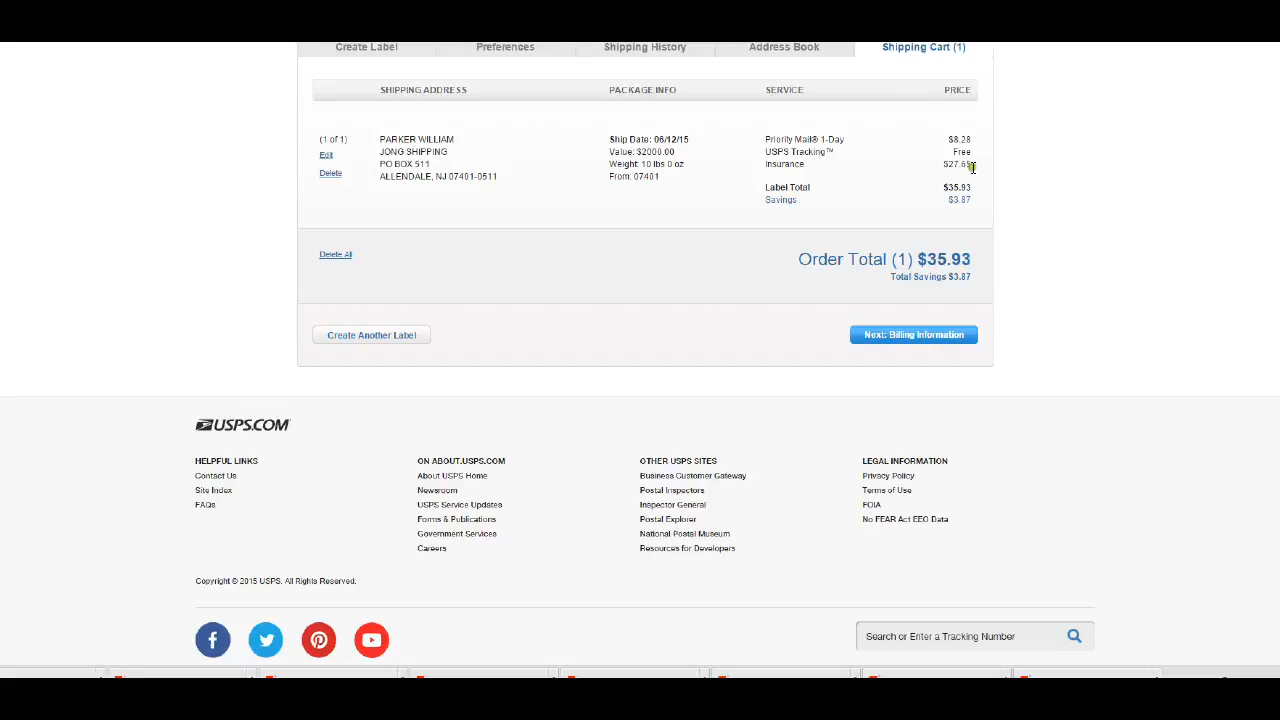 Create Label Preferences Shipping History Address Book Shipping Cart (1)
SHIPPING ADDRESS PACKAGE INFO SERVICE PRICE
(1 of 1) PARKER WILLIAM Ship Date: 06/12/15 Priority Mail® 1-Day $8.28
Edit JONG SHIPPING Value: $2000.00 USPS Tracking™ Free
PO BOX 511 Weight: 10 lbs 0 oz Insurance $27.65
Delete ALLENDALE, NJ 07401-0511 From: 07401
Label Total $35.93
Savings $3.87
Delete All Order Total (1) $35.93
Total Savings $3.87
Create Another Label Next: Billing Information
USPS.COM®
HELPFUL LINKS ON ABOUT.USPS.COM OTHER USPS SITES LEGAL INFORMATION
Contact Us About USPS Home Business Customer Gateway Privacy Policy
Site Index Newsroom Postal Inspectors Terms of Use
FAQs USPS Service Updates Inspector General FOIA
Forms & Publications Postal Explorer No FEAR Act EEO Data
Government Services National Postal Museum
Careers Resources for Developers
Copyright © 2015 USPS. All Rights Reserved.
Search or Enter a Tracking Number